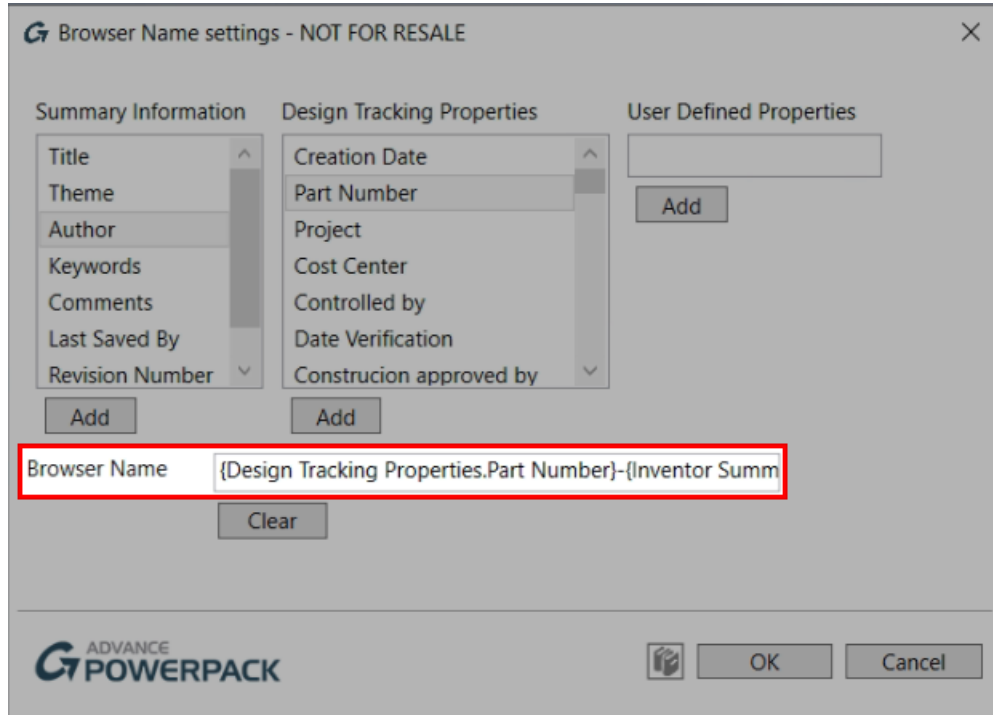 Browser Name settings - NOT FOR RESALE
Summary Information
Title
Theme
Author
Keywords
Comments
Last Saved By
Revision Number
Add
Design Tracking Properties
Creation Date
Part Number
Project
Cost Center
Controlled by
Date Verification
Construcion approved by
Add
User Defined Properties
Add
Browser Name {Design Tracking Properties.Part Number}-{Inventor Summ
Clear
ADVANCE
POWERPACK
OK Cancel